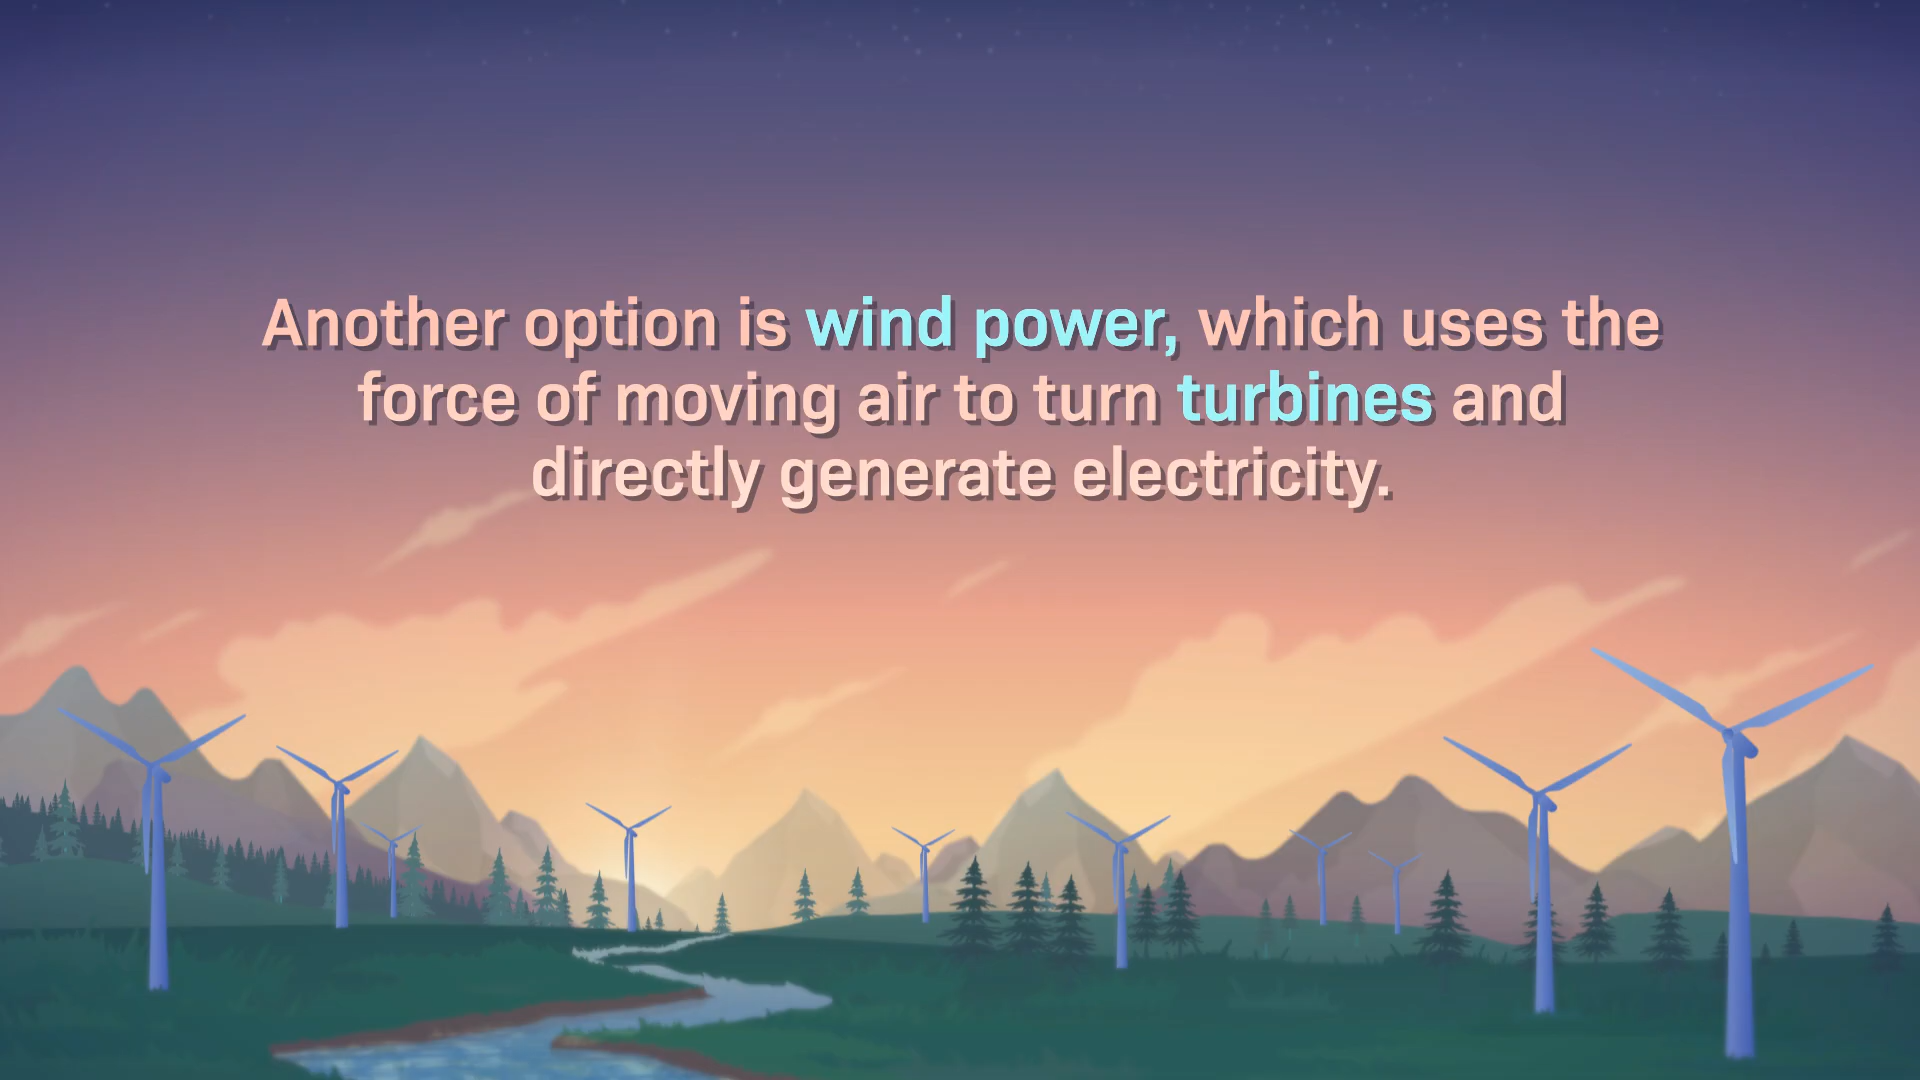 Another option is wind power, which uses the
force of moving air to turn turbines and
directly generate electricity.